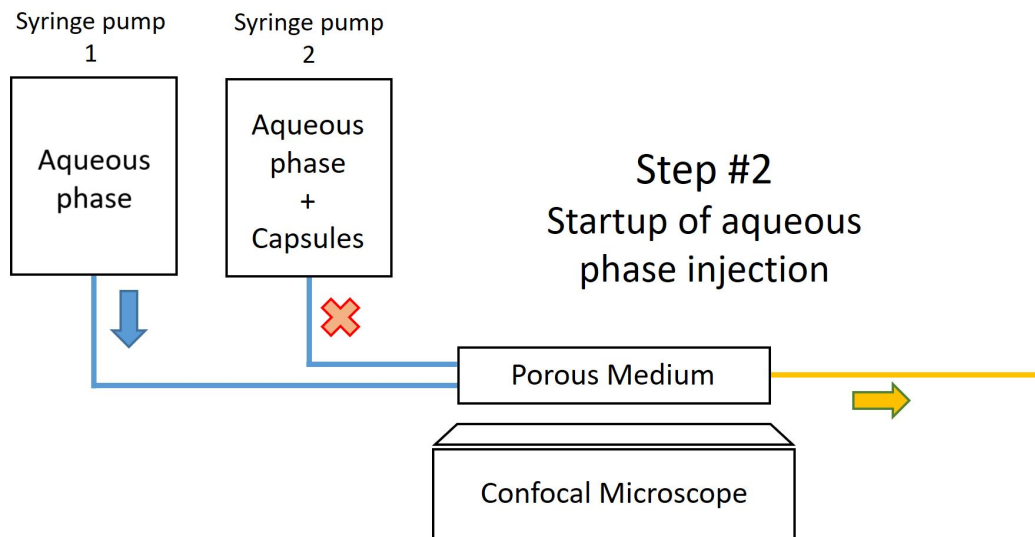 Syringe pump
1
Syringe pump
2
Aqueous
phase
Aqueous
phase
+
Capsules
Step #2
Startup of aqueous
phase injection
Porous Medium
Confocal Microscope